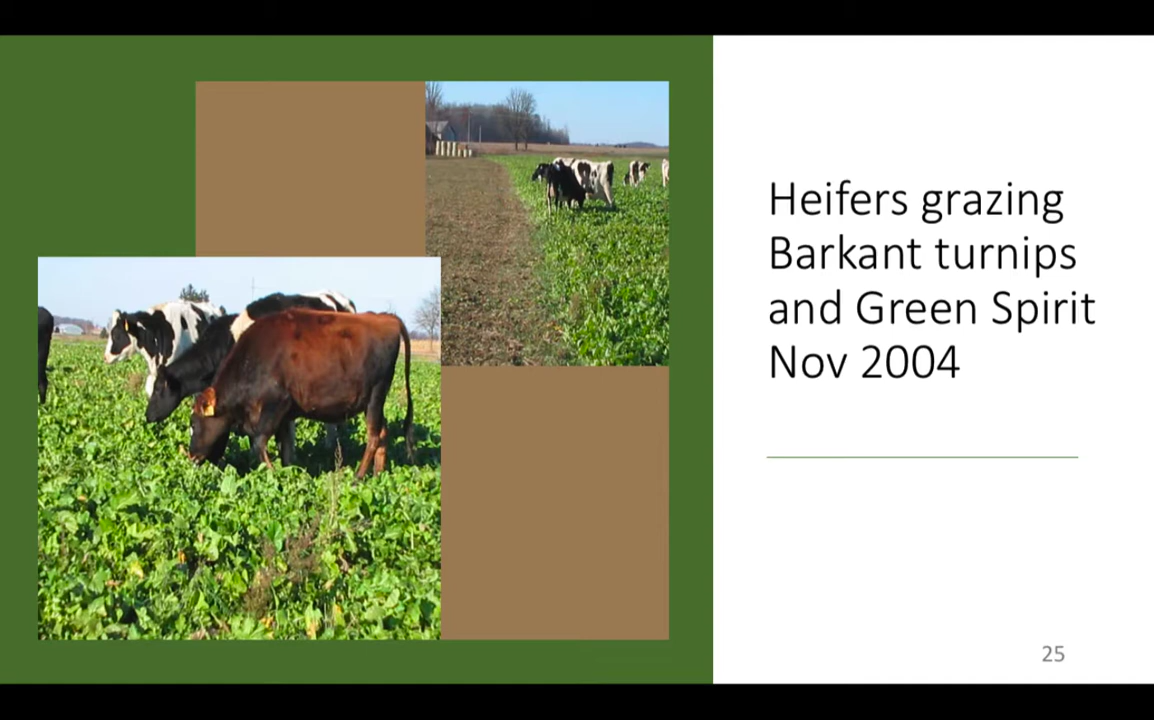 Heifers grazing
Barkant turnips
and Green Spirit
Nov 2004
25